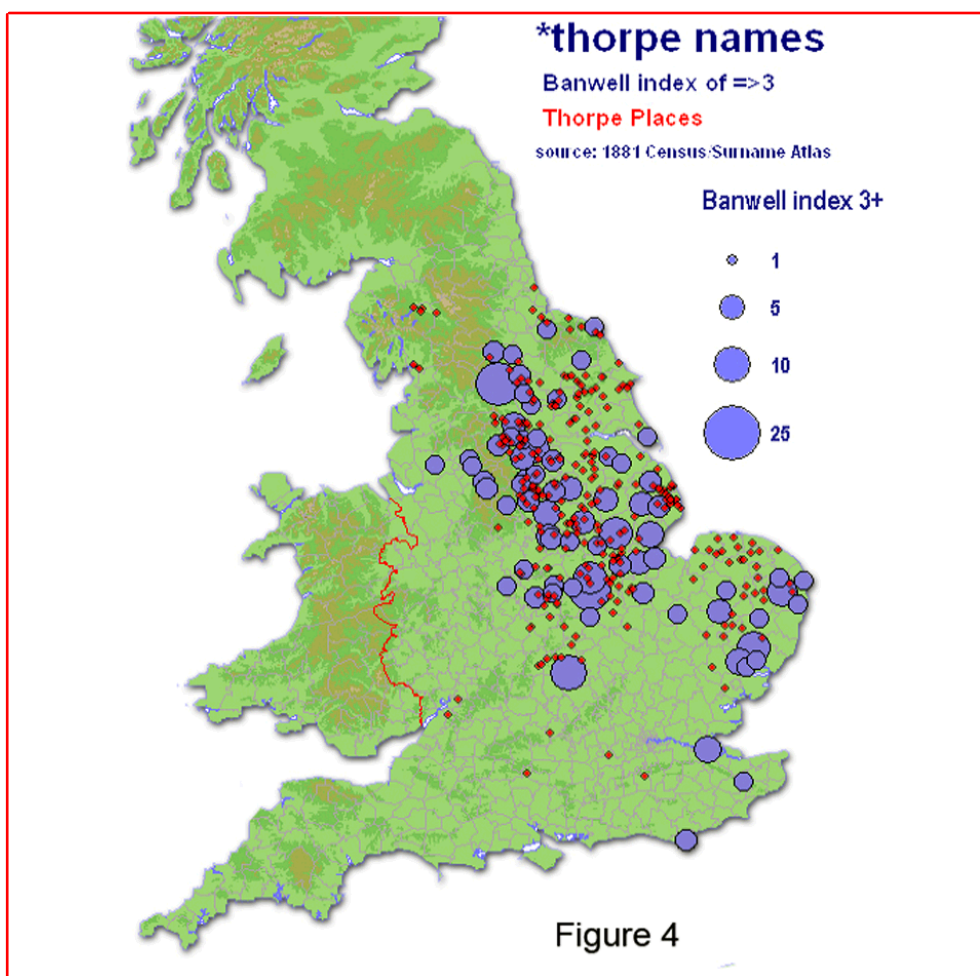 *thorpe names
Banwell index of =>3
Thorpe Places
source: 1881 Census/Surname Atlas
Banwell index 3+
1
5
10
25
Figure 4